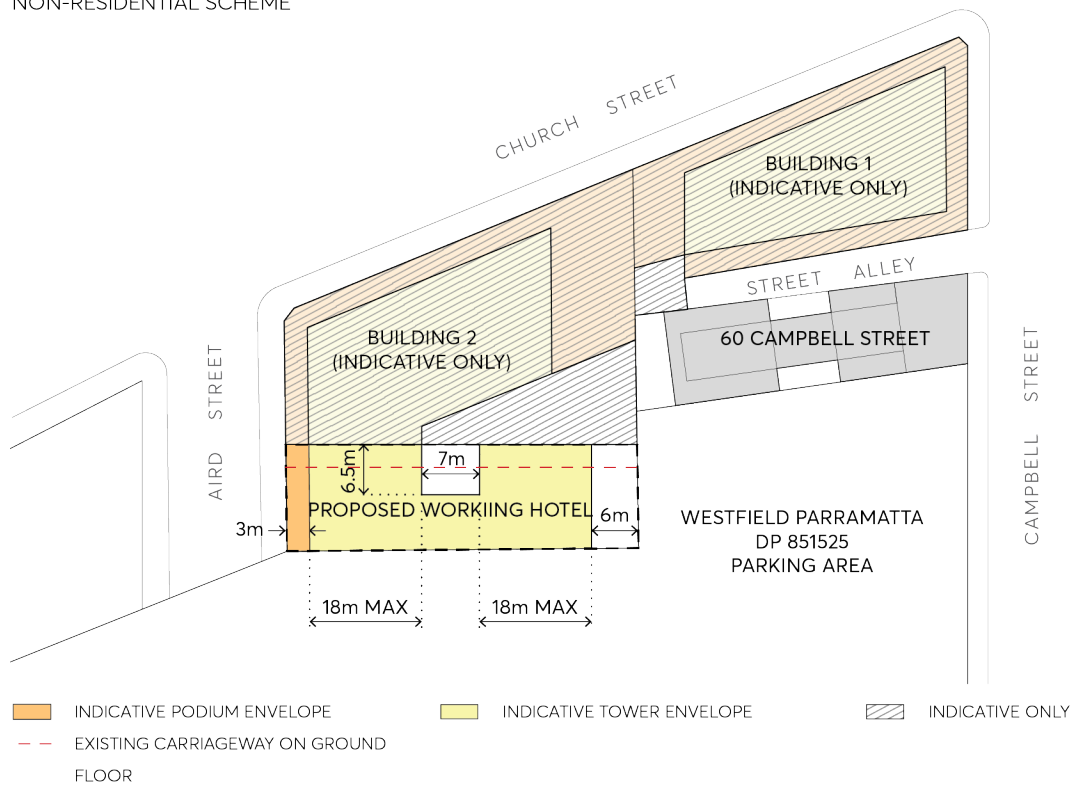 NON-RESIDENTIAL SCHEME
CHURCH STREET
BUILDING 1
(INDICATIVE ONLY)
STREET ALLEY
60 CAMPBELL STREET
BUILDING 2
(INDICATIVE ONLY)
AIRD STREET
CAMPBELL STREET
6.5m
7m
PROPOSED WORKIING HOTEL
3m
6m
WESTFIELD PARRAMATTA
DP 851525
PARKING AREA
18m MAX
18m MAX
INDICATIVE PODIUM ENVELOPE
INDICATIVE TOWER ENVELOPE
INDICATIVE ONLY
EXISTING CARRIAGEWAY ON GROUND
FLOOR